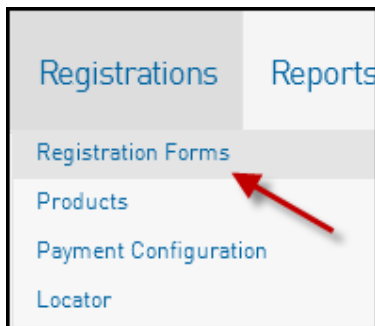 Registrations Reports
Registration Forms
Products
Payment Configuration
Locator